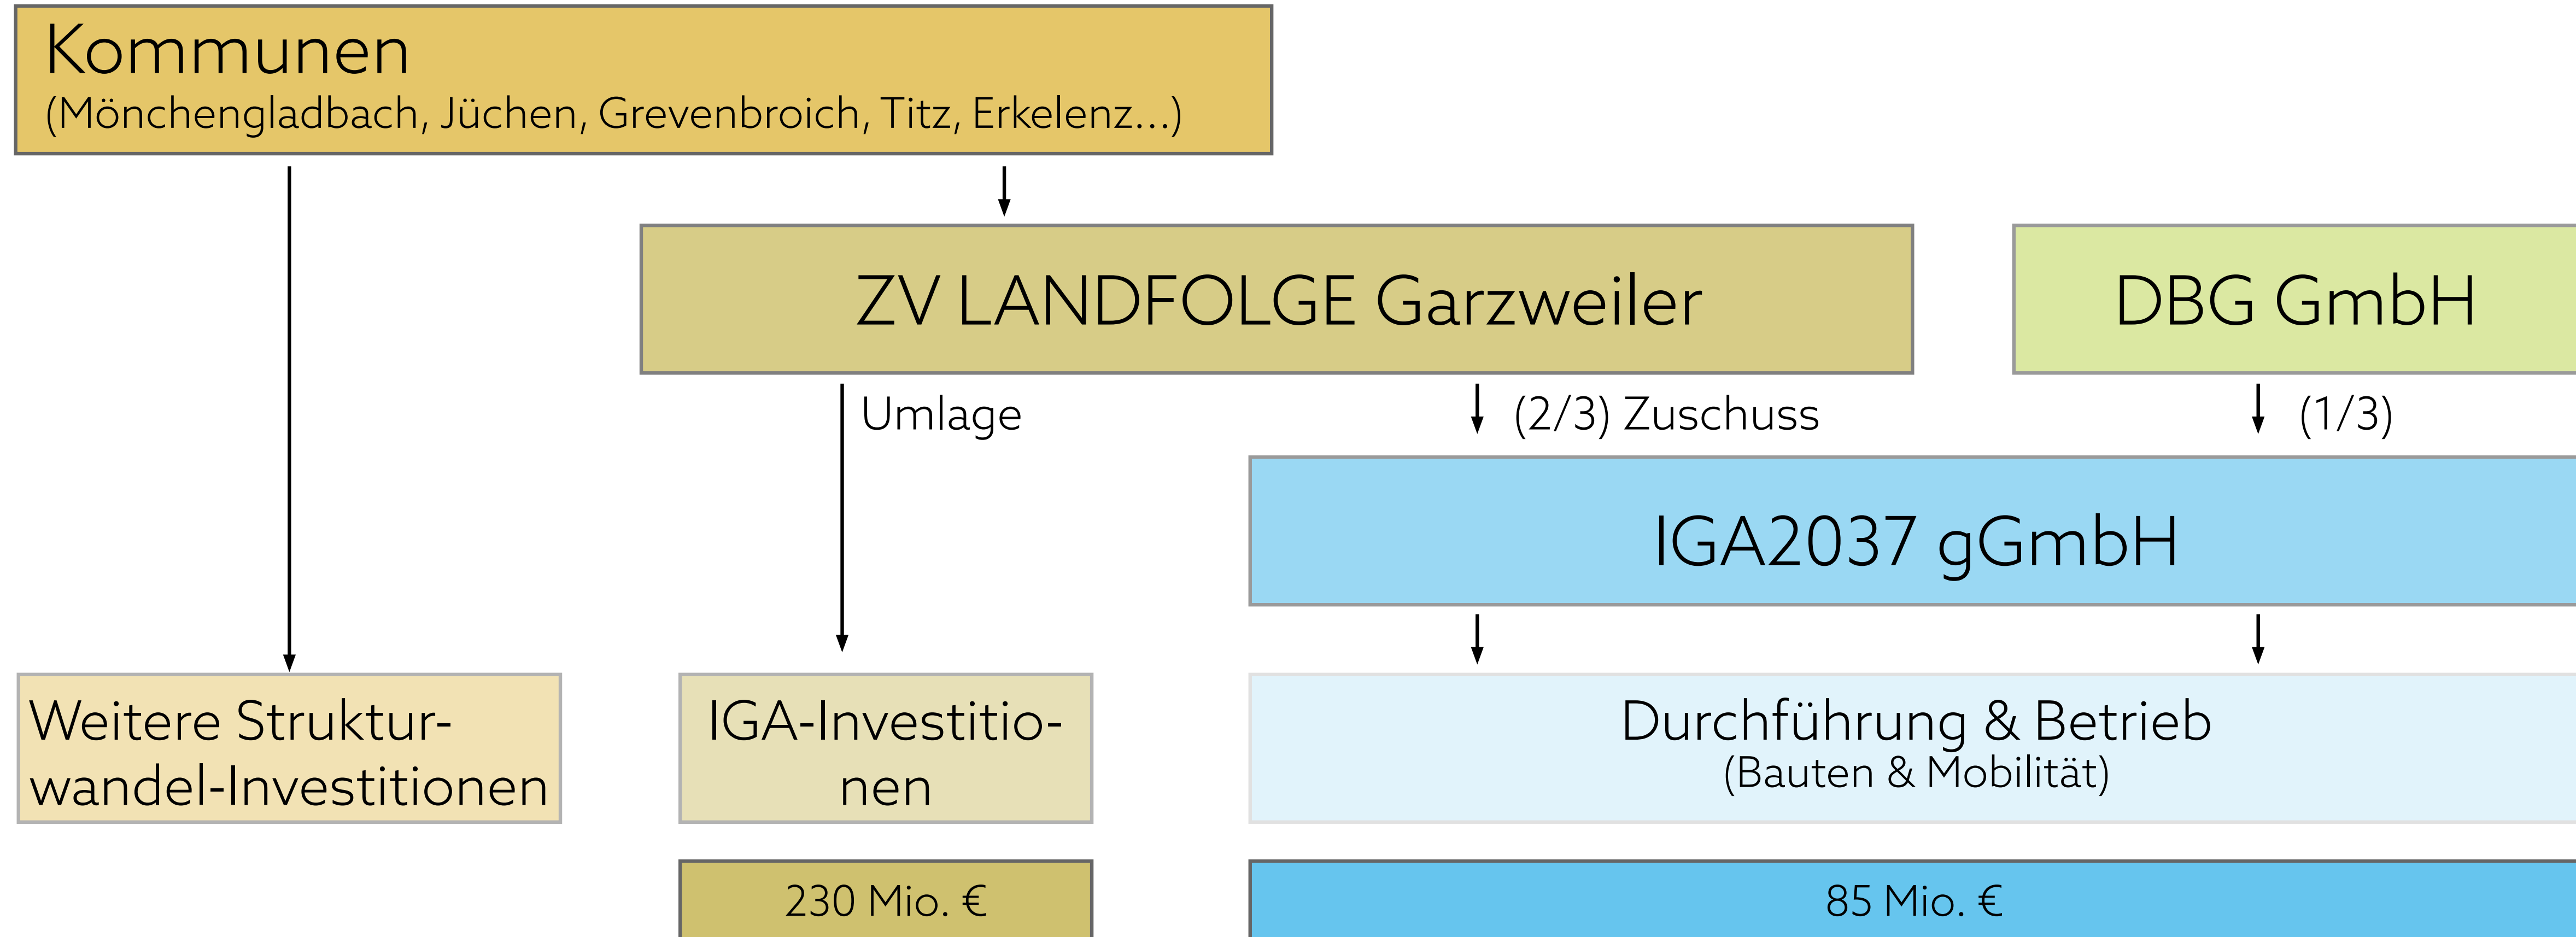 Kommunen
(Mönchengladbach, Jüchen, Grevenbroich, Titz, Erkelenz...)
ZV LANDFOLGE Garzweiler
DBG GmbH
Umlage
(2/3) Zuschuss
(1/3)
IGA2037 gGmbH
Weitere Struktur-
wandel-Investitionen
IGA-Investitio-
nen
Durchführung & Betrieb
(Bauten & Mobilität)
230 Mio. €
85 Mio. €